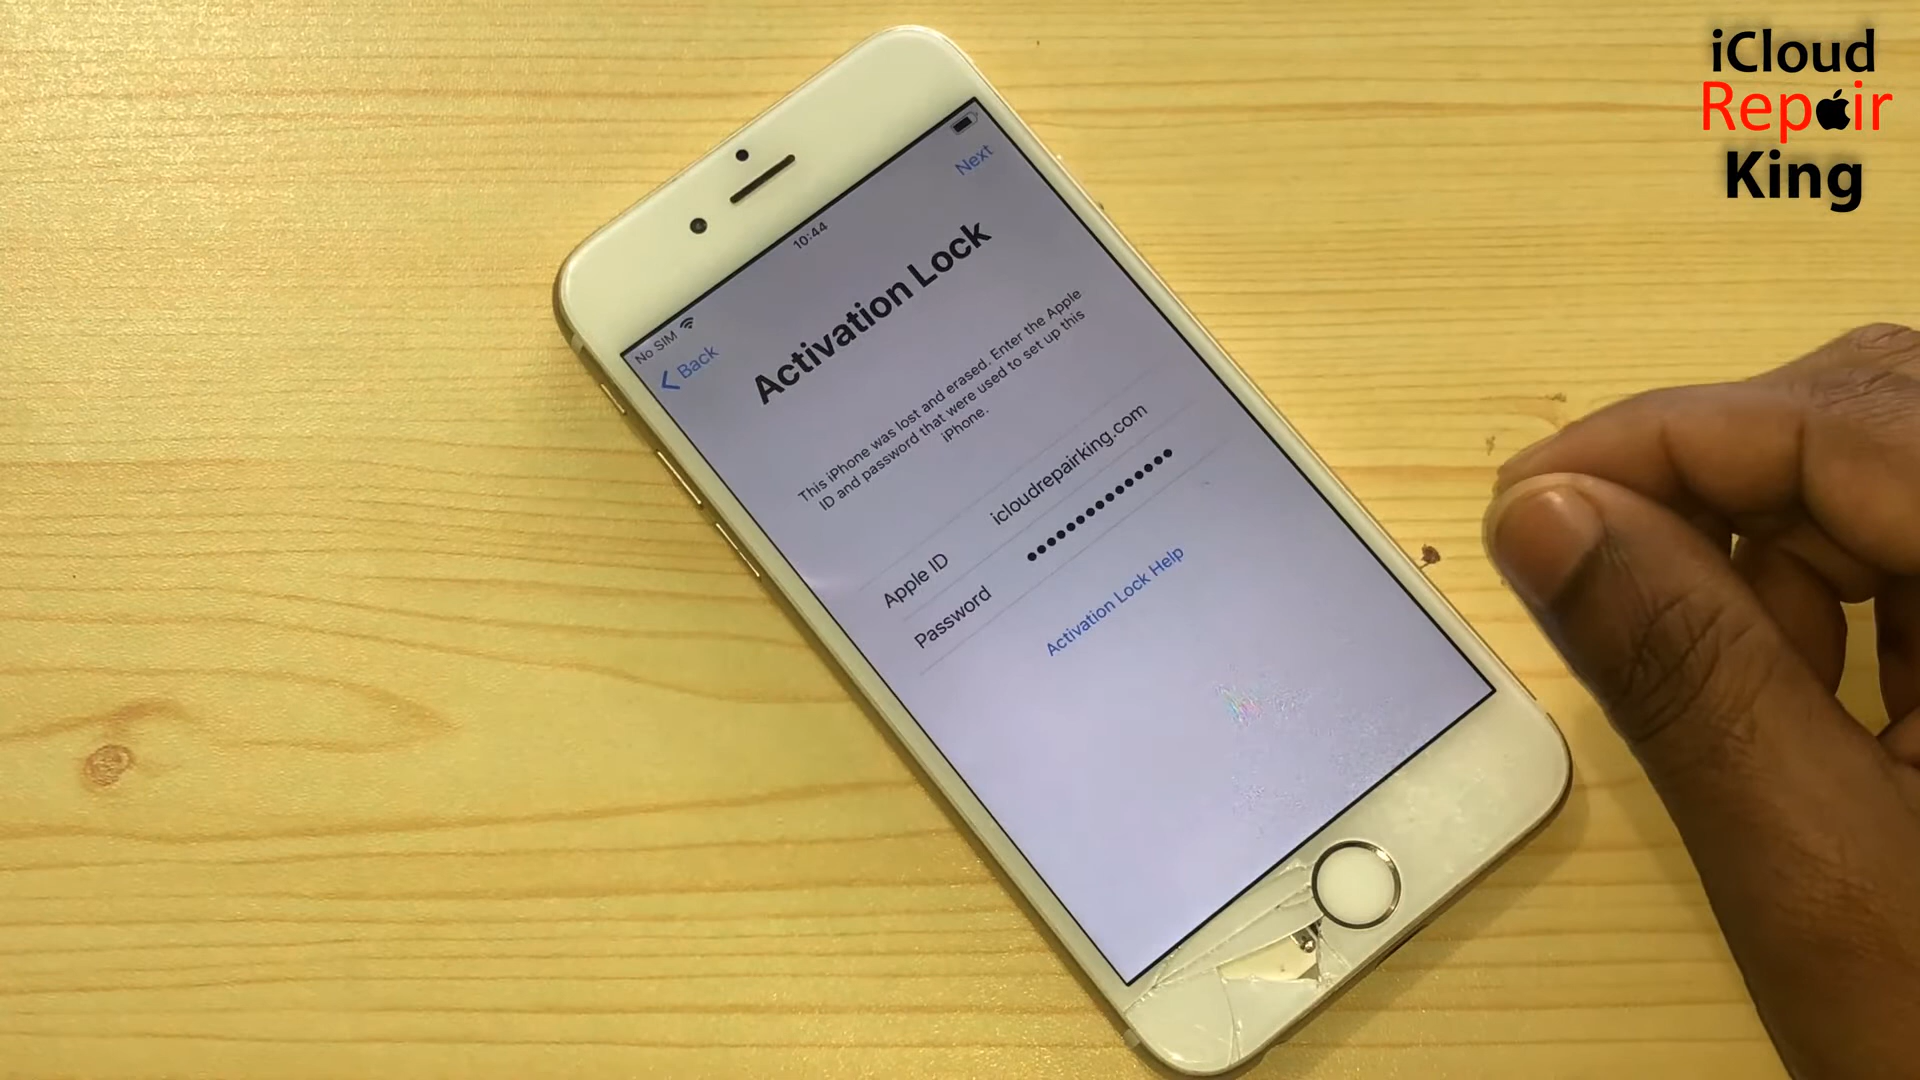 iCloud
Repair
King
No SIM
10:44
Back
Next
Activation Lock
This iPhone was lost and erased. Enter the Apple
ID and password that were used to set up this
iPhone.
Apple ID icloudrepairking.com
Password ●●●●●●●●●●●●●●●
Activation Lock Help